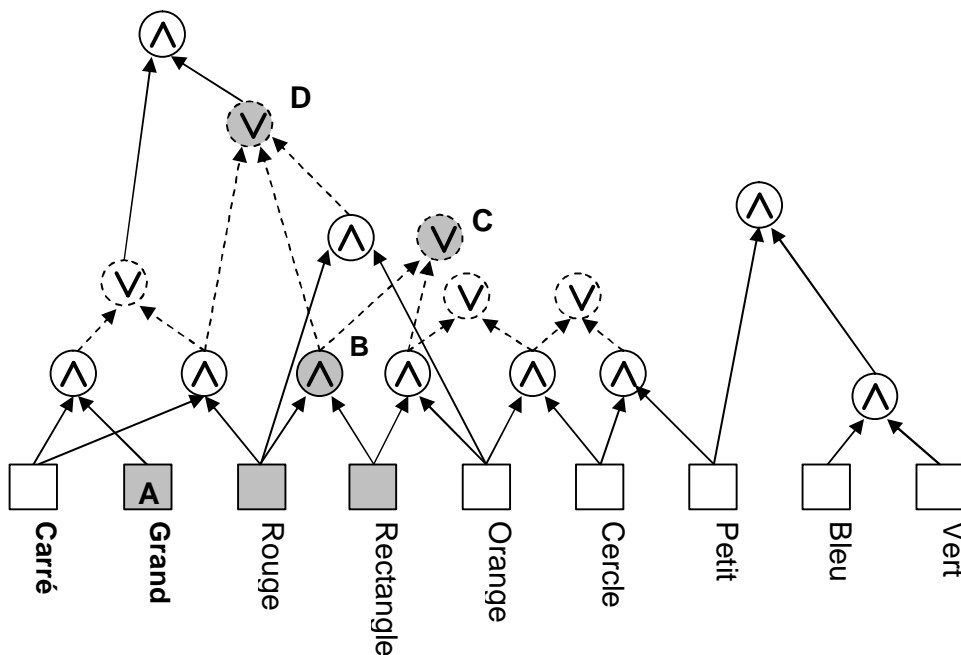 ∧
D
∨
∧
C
∨
∧
∨
∨
∨
B
∧
∧
∧
∧
∧
∧
∧
A
Carré
Grand
Rouge
Rectangle
Orange
Cercle
Petit
Bleu
Vert